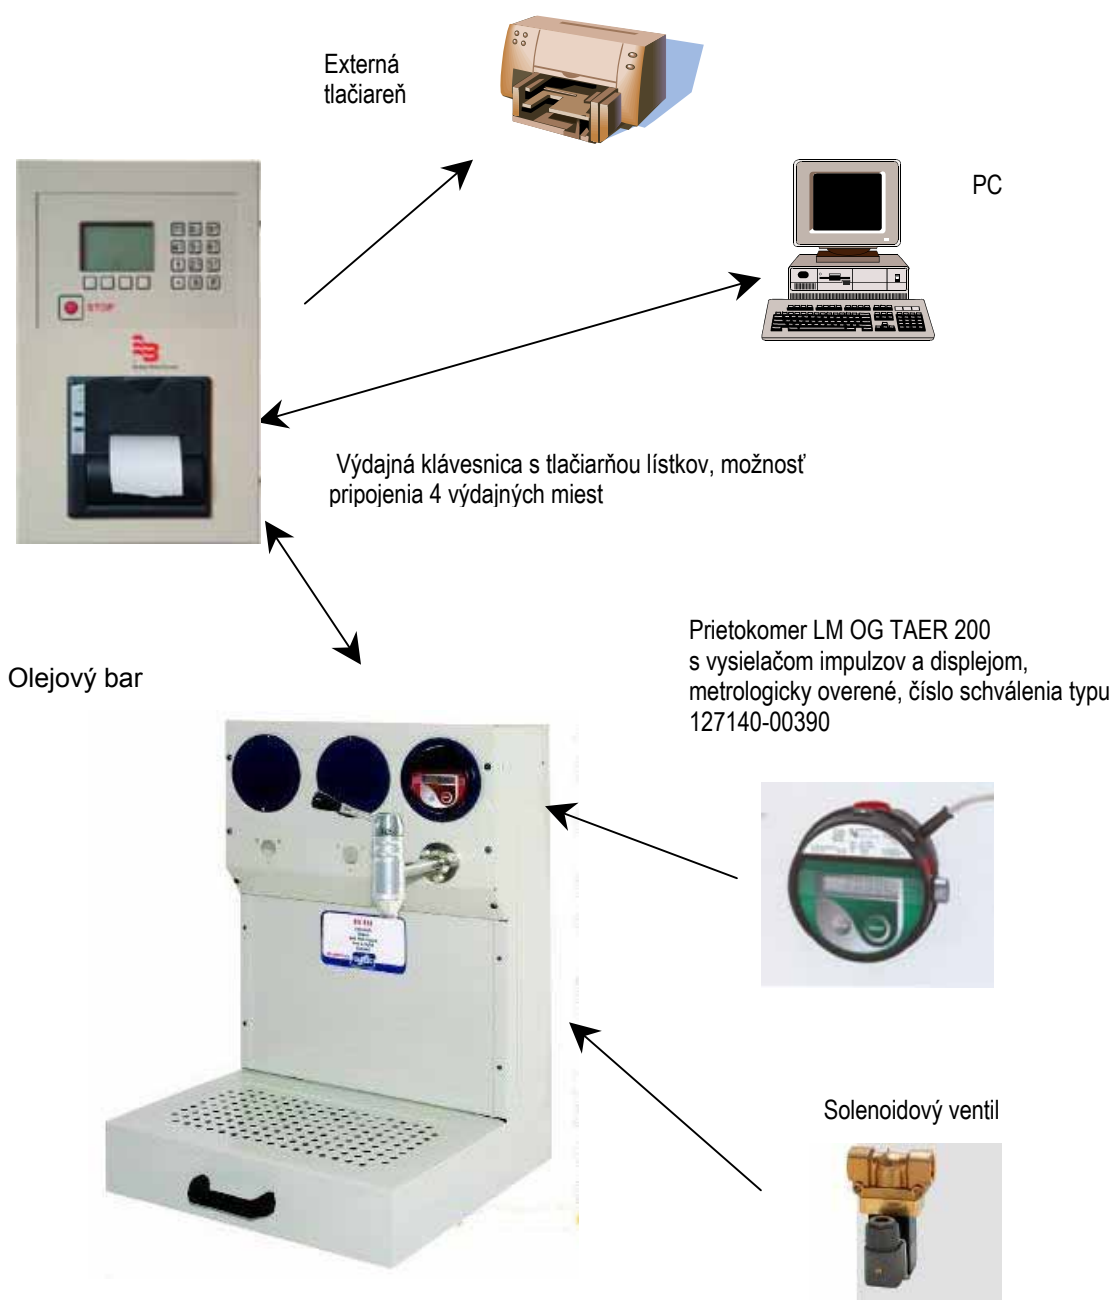 Externá
tlačiareň
PC
STOP
Výdajná klávesnica s tlačiarňou lístkov, možnosť
pripojenia 4 výdajných miest
Prietokomer LM OG TAER 200
s vysielačom impulzov a displejom,
metrologicky overené, číslo schválenia typu
127140-00390
Olejový bar
Solenoidový ventil